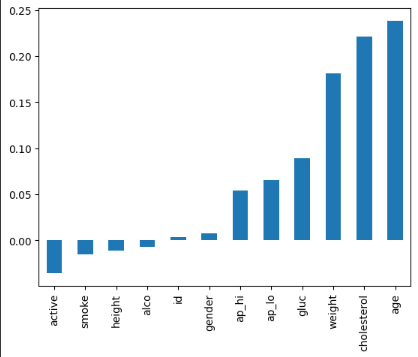 0.25
0.20
0.15
0.10
0.05
0.00
active
smoke
height
alco
id
gender
ap_hi
ap_lo
gluc
weight
cholesterol
age